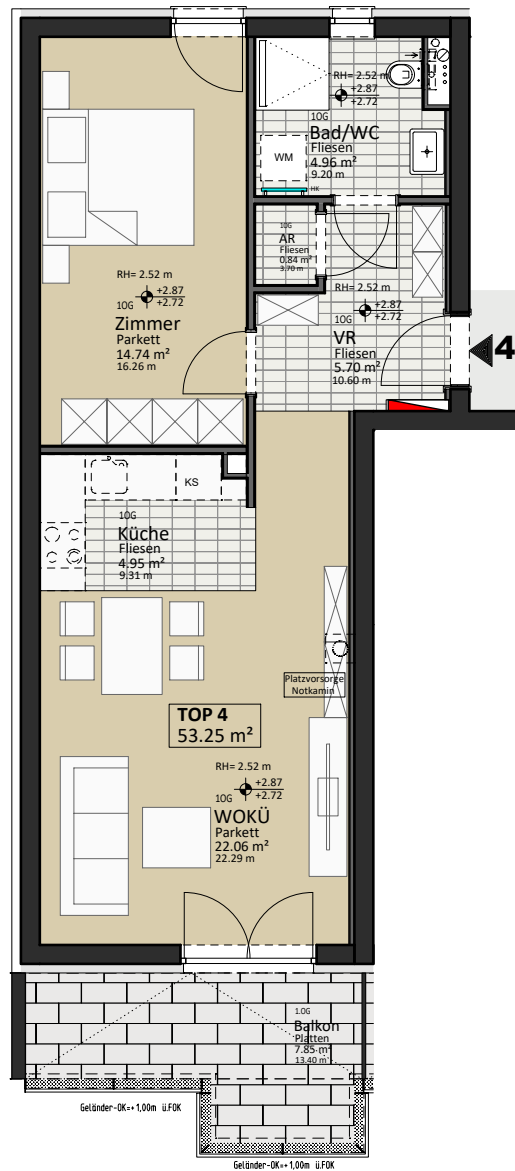 RH= 2.52 m
+2.87
+2.72
10G
Bad/WC
Fliesen
4.96 m²
9.20 m
WM
HK
10G
AR
Fliesen
0.84 m²
3.70 m
RH= 2.52 m
+2.87
+2.72
10G
Zimmer
Parkett
14.74 m²
16.26 m
RH= 2.52 m
+2.87
+2.72
10G
VR
Fliesen
5.70 m²
10.60 m
4
KS
10G
Küche
Fliesen
4.95 m²
9.31 m
Platzvorsorge
Notkamin
TOP 4
53.25 m²
RH= 2.52 m
+2.87
+2.72
10G
WOKÜ
Parkett
22.06 m²
22.29 m
1.OG
Balkon
Platten
7.85 m²
13.40 m
Geländer-OK=+1,00m ü.FOK
Geländer-OK=+1,00m ü.FOK